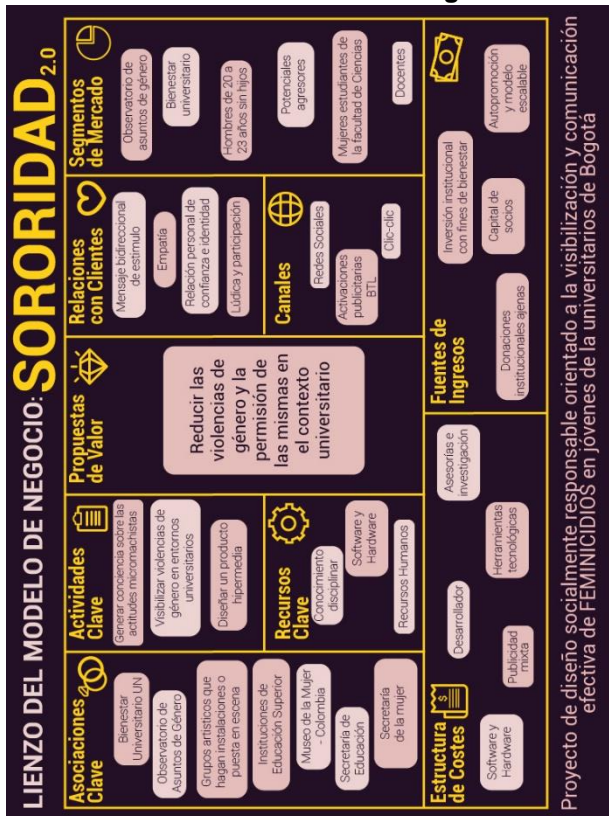 LIENZO DEL MODELO DE NEGOCIO: SORORIDAD 2.0
Asociaciones
Clave
Bienestar
Universitario UN
Observatorio de
Asuntos de Género
Grupos artísticos que
hagan instalaciones o
puesta en escena
Instituciones de
Educación Superior
Museo de la Mujer
- Colombia
Secretaría de
Educación
Secretaría
de la mujer
Actividades
Clave
Generar conciencia sobre las
actitudes micromachistas
Visibilizar violencias de
género en entornos
universitarios
Diseñar un producto
hipermedia
Recursos
Clave
Conocimiento
disciplinar
Software y
Hardware
Recursos Humanos
Propuestas
de Valor
Reducir las
violencias de
género y la
permisión de
las mismas en
el contexto
universitario
Relaciones
con Clientes
Mensaje bidireccional
de estímulo
Empatía
Relación personal de
confianza e identidad
Lúdica y participación
Canales
Redes Sociales
Activaciones
publicitarias
BTL
Clic-clic
Segmentos
de Mercado
Observatorio de
asuntos de género
Bienestar
universitario
Hombres de 20 a
23 años sin hijos
Potenciales
agresores
Mujeres estudiantes de
la facultad de Ciencias
Docentes
Estructura
de Costes
Software y
Hardware
Publicidad
mixta
Desarrollador
Herramientas
tecnológicas
Asesorías e
investigación
Fuentes de
Ingresos
Donaciones
institucionales ajenas
Capital de
socios
Inversión institucional
con fines de bienestar
Autopromoción
y modelo
escalable
Proyecto de diseño socialmente responsable orientado a la visibilización y comunicación
efectiva de FEMINICIDIOS en jóvenes de universitarios de Bogotá